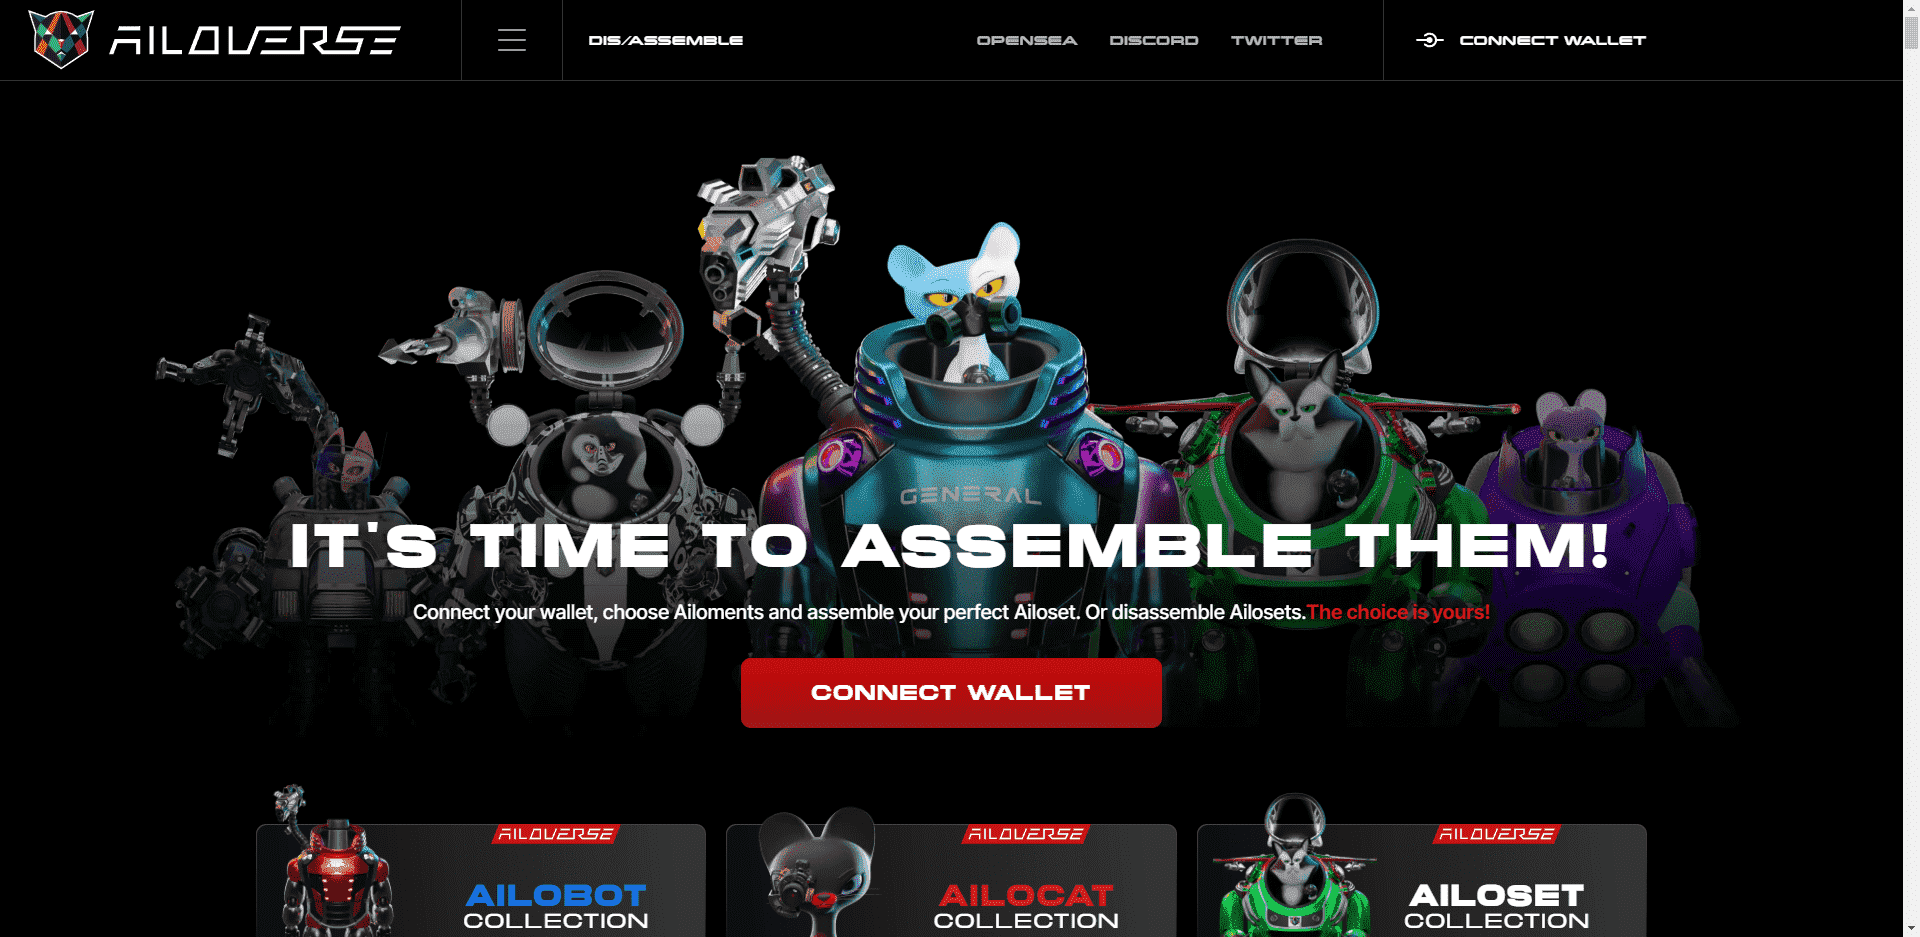 AILOVERSE
DIS/ASSEMBLE
OPENSEA
DISCORD
TWITTER
CONNECT WALLET
GENERAL
IT'S TIME TO ASSEMBLE THEM!
Connect your wallet, choose Ailoments and assemble your perfect Ailoset. Or disassemble Ailosets.The choice is yours!
CONNECT WALLET
AILOVERSE
AILOBOT
COLLECTION
AILOVERSE
AILOCAT
COLLECTION
AILOVERSE
AILOSET
COLLECTION